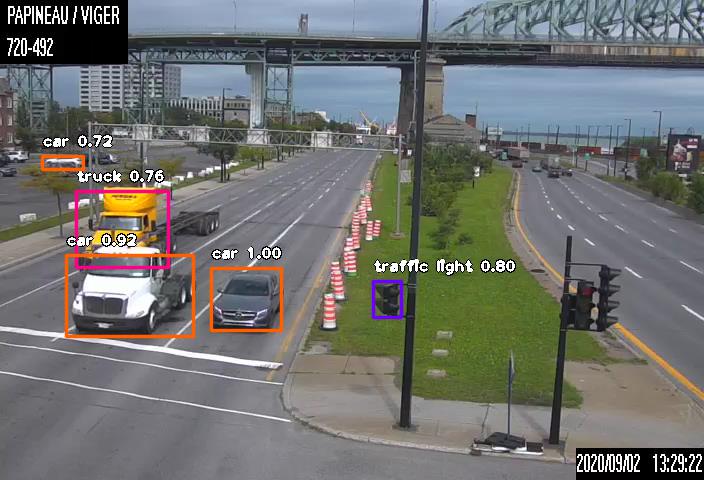 PAPINEAU / VIGER
720-492
car 0.72
truck 0.76
car 0.92
car 1.00
traffic light 0.80
2020/09/02 13:29:22